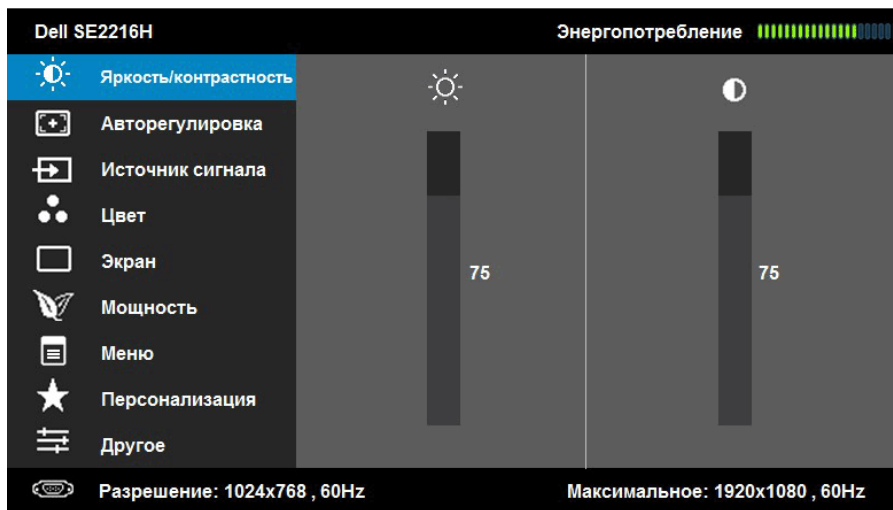 Dell SE2216H
Энергопотребление
Яркость/контрастность
Авторегулировка
Источник сигнала
Цвет
Экран
Мощность
Меню
Персонализация
Другое
75
75
Разрешение: 1024x768 , 60Hz
Максимальное: 1920x1080 , 60Hz